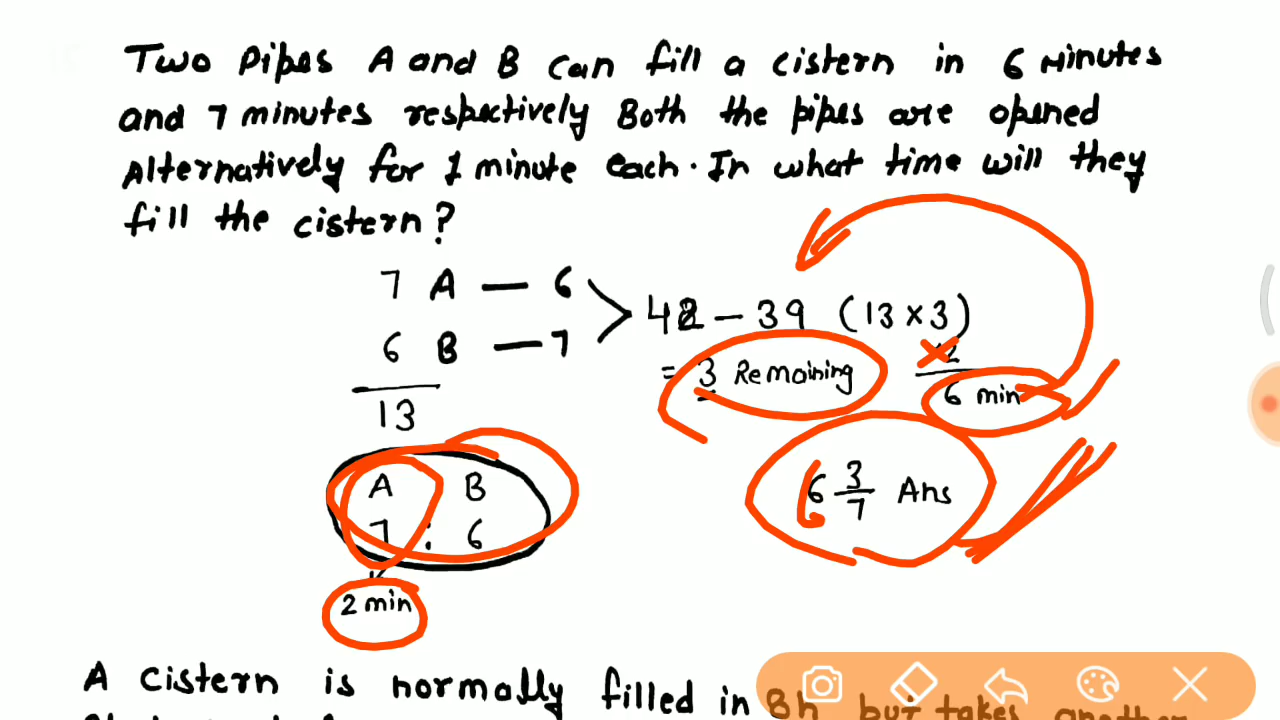 Two Pipes A and B can fill a cistern in 6 Minutes
and 7 minutes respectively Both the pipes are opened
Alternatively for 1 minute each. In what time will they
fill the cistern?
7 A — 6
6 B — 7
13
42 — 39 (13 × 3)
× 2
= 3 Remaining
6 min
6 3/7 Ans
A B
7 : 6
2 min
A cistern is normally filled in 8h but takes another